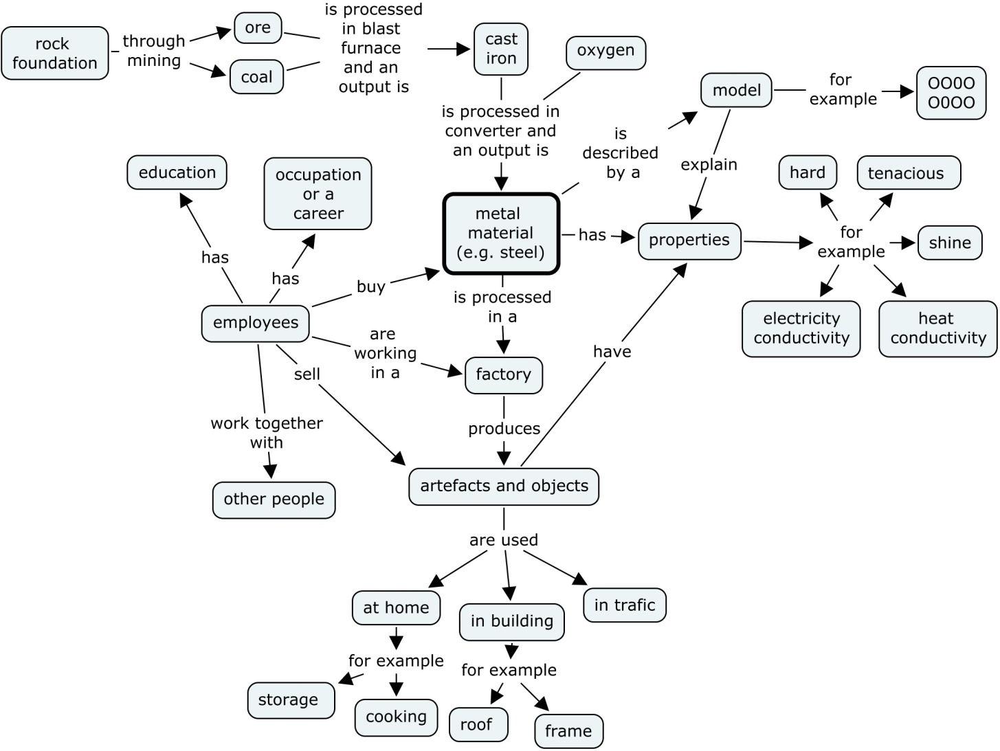 rock
foundation
through
mining
ore
coal
is processed
in blast
furnace
and an
output is
cast
iron
oxygen
is processed in
converter and
an output is
metal
material
(e.g. steel)
is
described
by a
model
for
example
OO0O
O0OO
explain
has
properties
for
example
hard
tenacious
shine
electricity
conductivity
heat
conductivity
education
occupation
or a
career
has
has
employees
buy
are
working
in a
sell
work together
with
other people
is processed
in a
factory
produces
have
artefacts and objects
are used
at home
in building
in trafic
for example
storage
cooking
for example
roof
frame